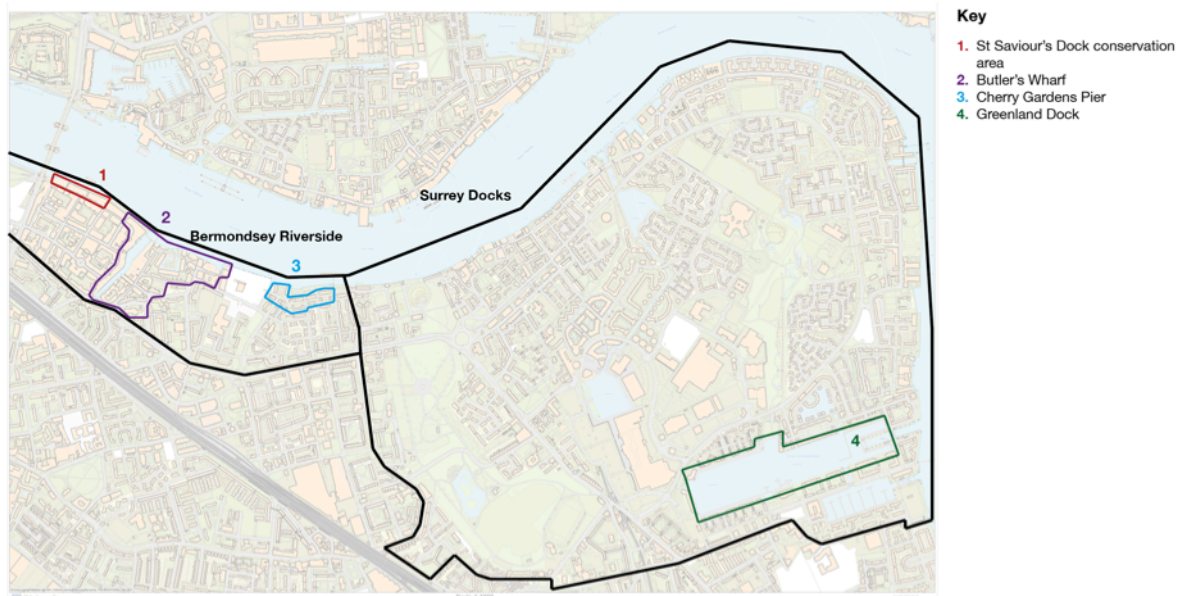 Key
1. St Saviour's Dock conservation
area
2. Butler's Wharf
3. Cherry Gardens Pier
4. Greenland Dock
1
2
Surrey Docks
Bermondsey Riverside
3
4